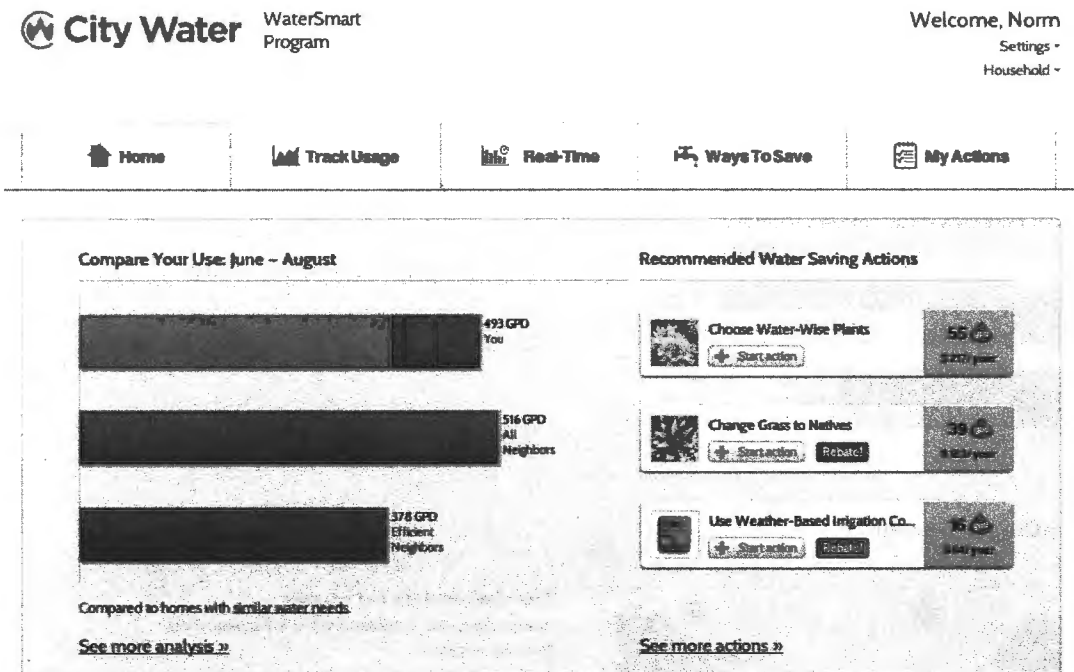 City Water
WaterSmart
Program
Welcome, Norm
Settings
Household
Home
Track Usage
Real-Time
Ways To Save
My Actions
Compare Your Use: June – August
493 GPD
You
516 GPD
All
Neighbors
378 GPD
Efficient
Neighbors
Compared to homes with similar water needs.
See more analysis »
Recommended Water Saving Actions
Choose Water-Wise Plants
+ Start action
55
Change Grass to Natives
+ Start action
Rebate!
39
Use Weather-Based Irrigation Co...
+ Start action
Rebate!
16
See more actions »